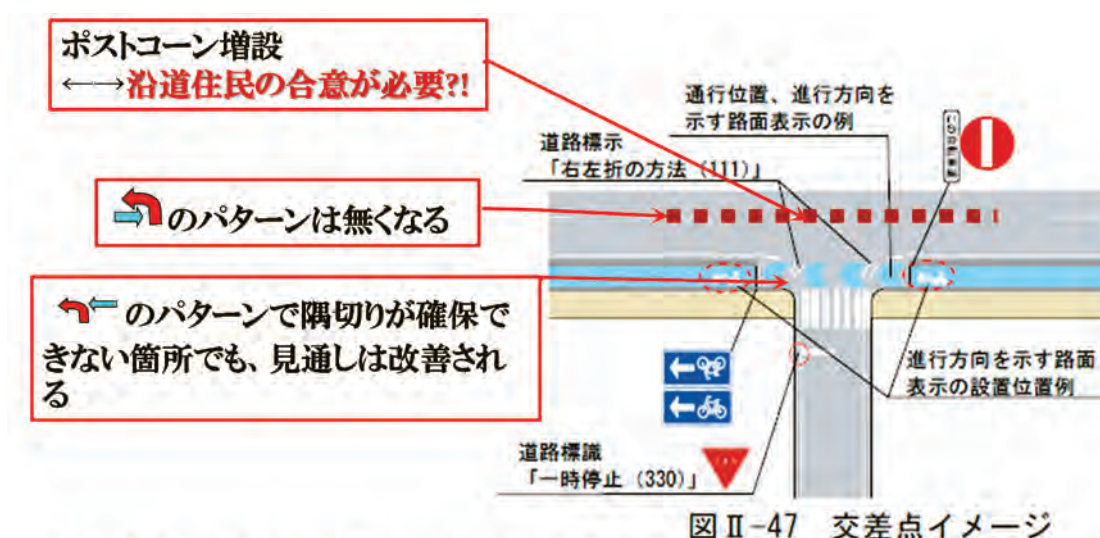 ポストコーン増設
←→沿道住民の合意が必要?!
のパターンは無くなる
のパターンで隅切りが確保で
きない箇所でも、見通しは改善され
る
通行位置、進行方向を
示す路面表示の例
道路標示
「右左折の方法（111）」
進行方向を示す路面
表示の設置位置例
道路標識
「一時停止（330）」
図Ⅱ-47 交差点イメージ